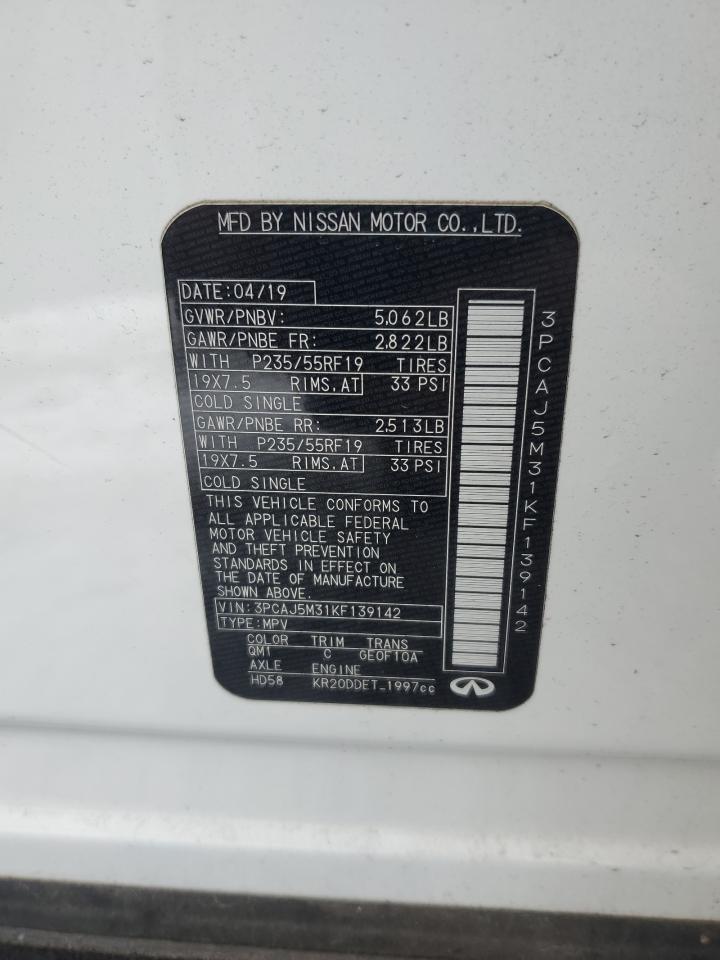 MFD BY NISSAN MOTOR CO.,LTD.
DATE:04/19
GVWR/PNBV: 5,062LB
GAWR/PNBE FR: 2,822LB
WITH P235/55RF19 TIRES
19X7.5 RIMS.AT 33 PSI
COLD SINGLE
GAWR/PNBE RR: 2,513LB
WITH P235/55RF19 TIRES
19X7.5 RIMS.AT 33 PSI
COLD SINGLE
THIS VEHICLE CONFORMS TO
ALL APPLICABLE FEDERAL
MOTOR VEHICLE SAFETY
AND THEFT PREVENTION
STANDARDS IN EFFECT ON
THE DATE OF MANUFACTURE
SHOWN ABOVE.
VIN:3PCAJ5M31KF139142
TYPE:MPV
COLOR TRIM TRANS
QM1 C GE0F10A
AXLE ENGINE
HD58 KR20DDET_1997cc
3PCAJ5M31KF139142